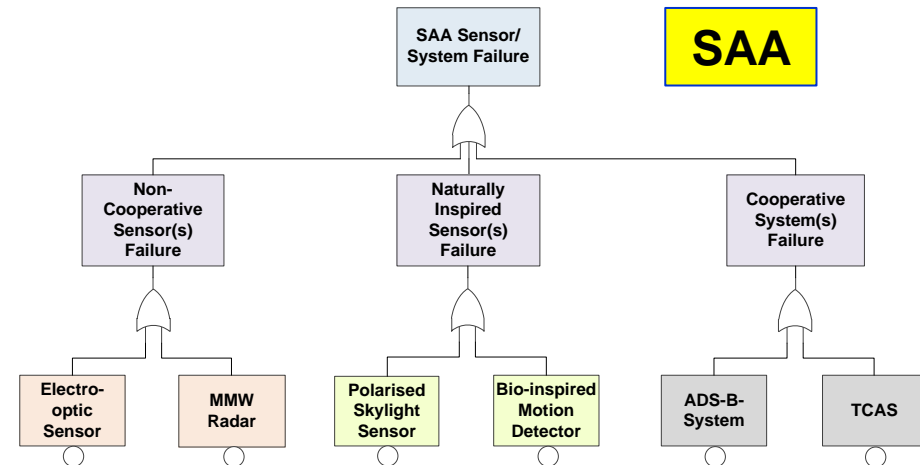 SAA Sensor/
System Failure
SAA
Non-
Cooperative
Sensor(s)
Failure
Naturally
Inspired
Sensor(s)
Failure
Cooperative
System(s)
Failure
Electro-
optic
Sensor
MMW
Radar
Polarised
Skylight
Sensor
Bio-inspired
Motion
Detector
ADS-B-
System
TCAS